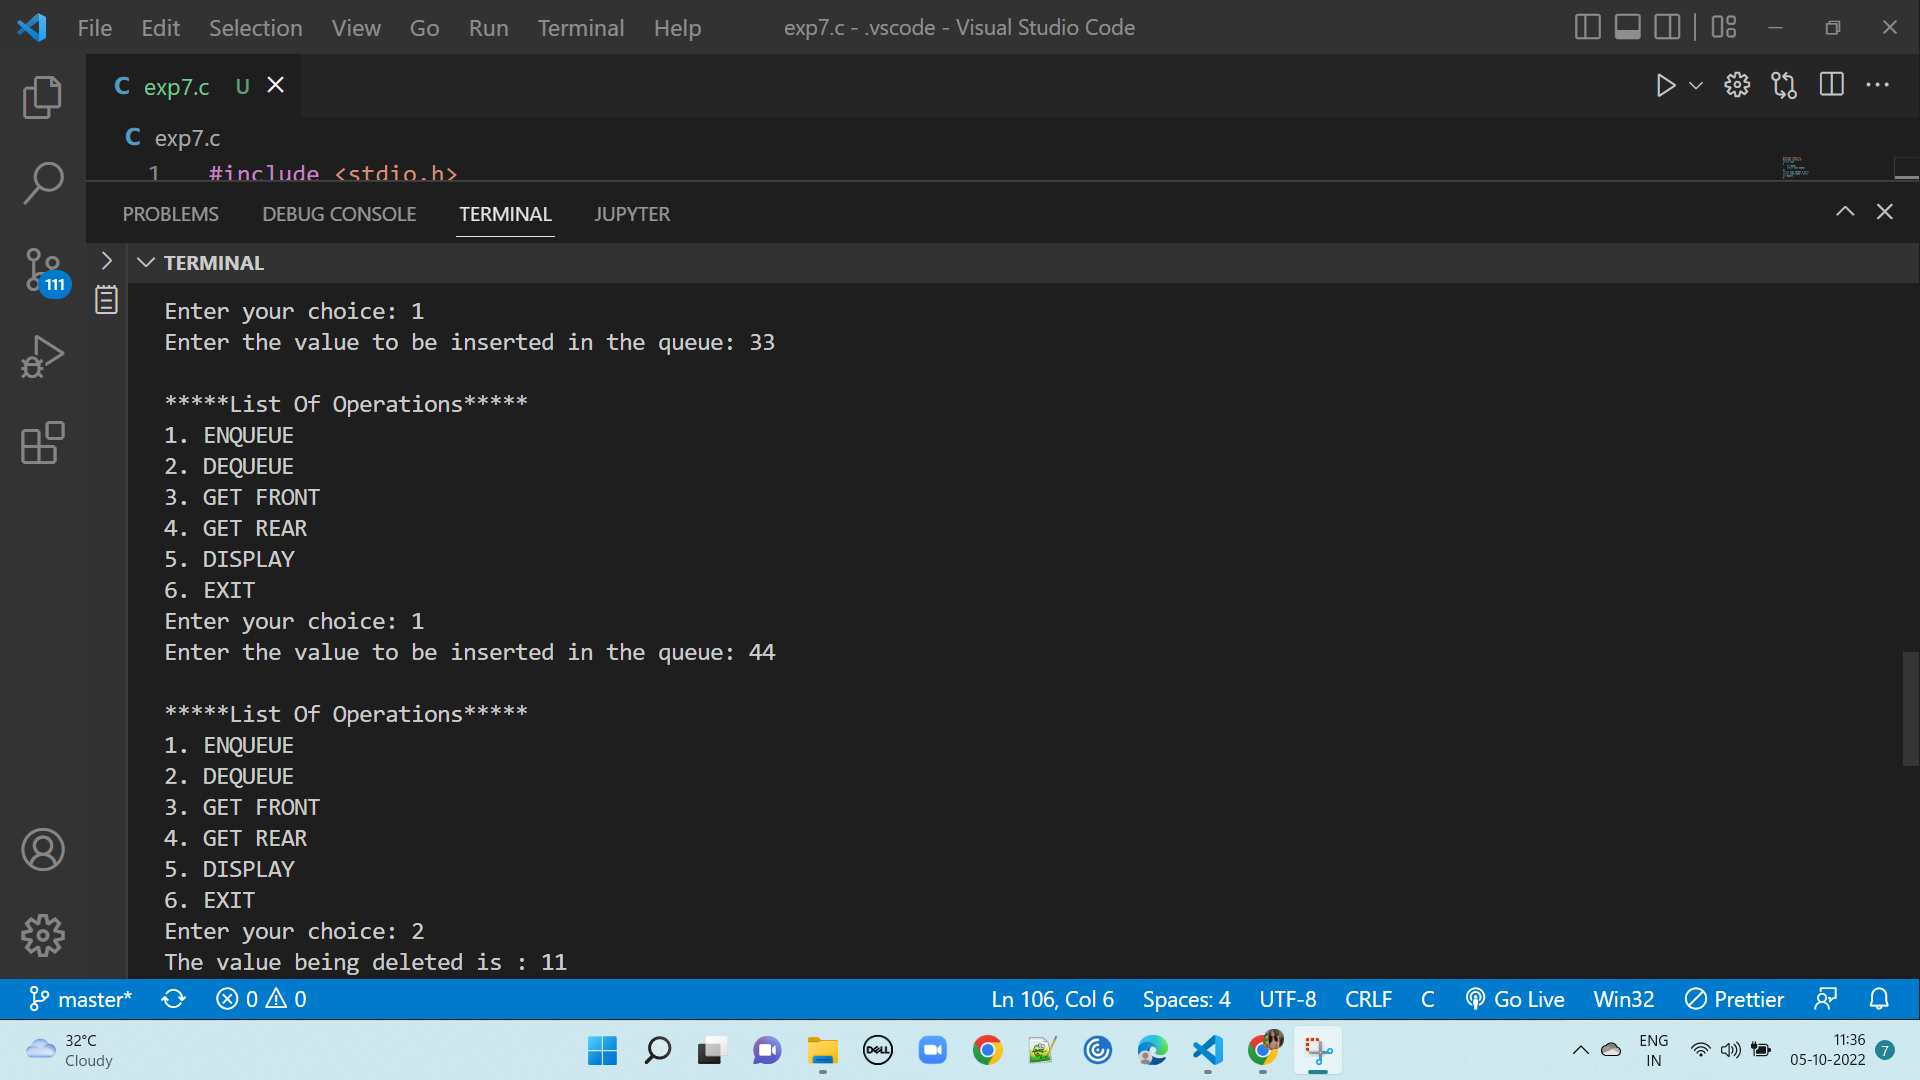 File Edit Selection View Go Run Terminal Help exp7.c - .vscode - Visual Studio Code
C exp7.c U
C exp7.c
1 #include <stdio.h>
PROBLEMS DEBUG CONSOLE TERMINAL JUPYTER
TERMINAL
111
Enter your choice: 1
Enter the value to be inserted in the queue: 33
*****List Of Operations*****
1. ENQUEUE
2. DEQUEUE
3. GET FRONT
4. GET REAR
5. DISPLAY
6. EXIT
Enter your choice: 1
Enter the value to be inserted in the queue: 44
*****List Of Operations*****
1. ENQUEUE
2. DEQUEUE
3. GET FRONT
4. GET REAR
5. DISPLAY
6. EXIT
Enter your choice: 2
The value being deleted is : 11
master* 0 0 Ln 106, Col 6 Spaces: 4 UTF-8 CRLF C Go Live Win32 Prettier
32°C
Cloudy
DELL
ENG
IN
11:36
05-10-2022
7